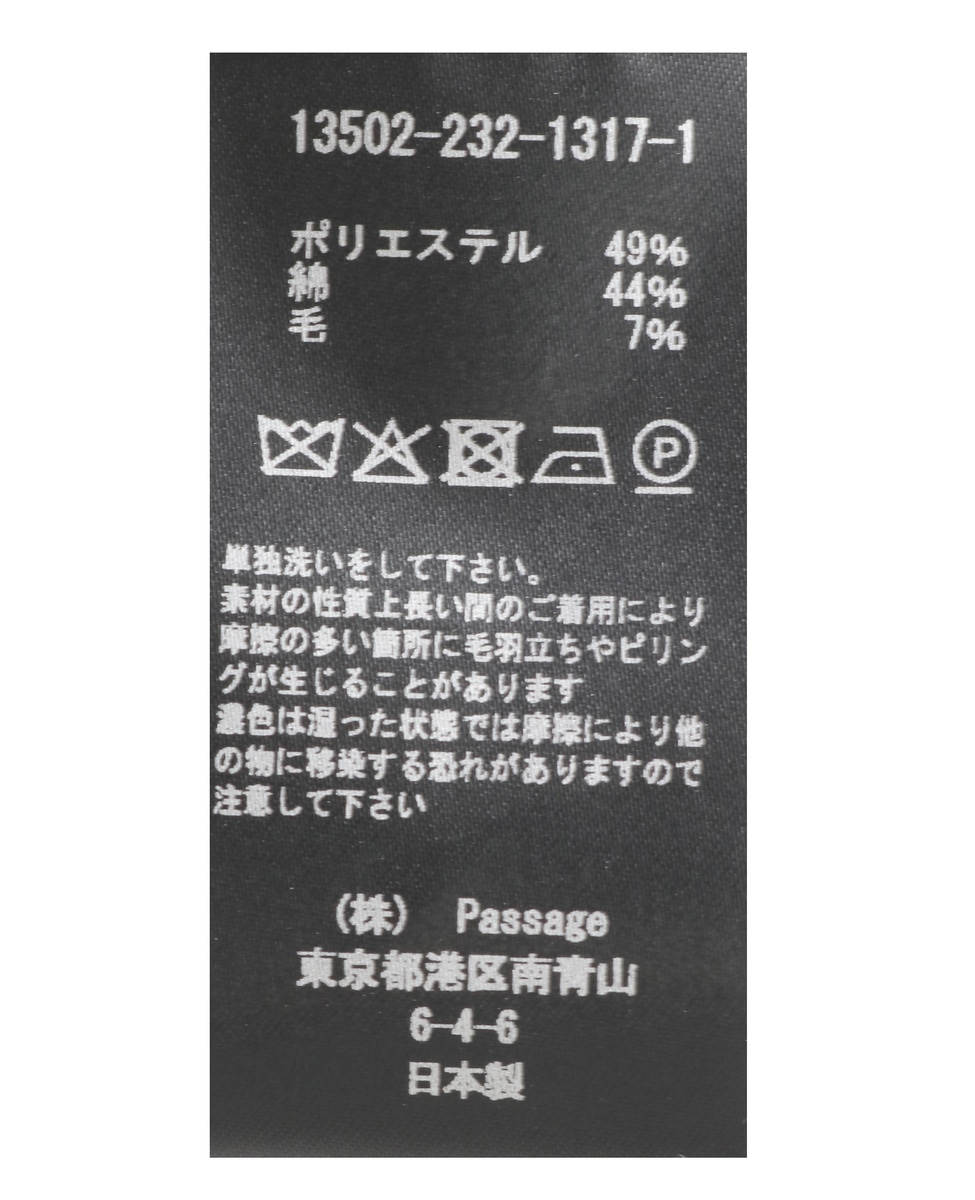 13502-232-1317-1
ポリエステル 49%
綿 44%
毛 7%
P
単独洗いをして下さい。
素材の性質上長い間のご着用により
摩擦の多い箇所に毛羽立ちやピリン
グが生じることがあります
濃色は湿った状態では摩擦により他
の物に移染する恐れがありますので
注意して下さい
(株) Passage
東京都港区南青山
6-4-6
日本製